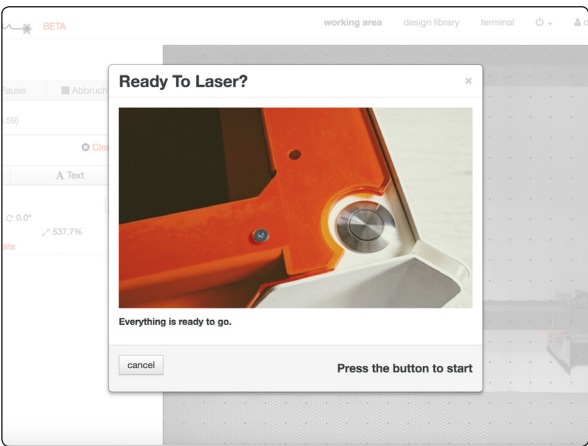 BETA
working area design library terminal
Ready To Laser?
×
Pause Abbruch
.59)
Clea
A Text
0.0°
537.7%
ate
Everything is ready to go.
cancel
Press the button to start